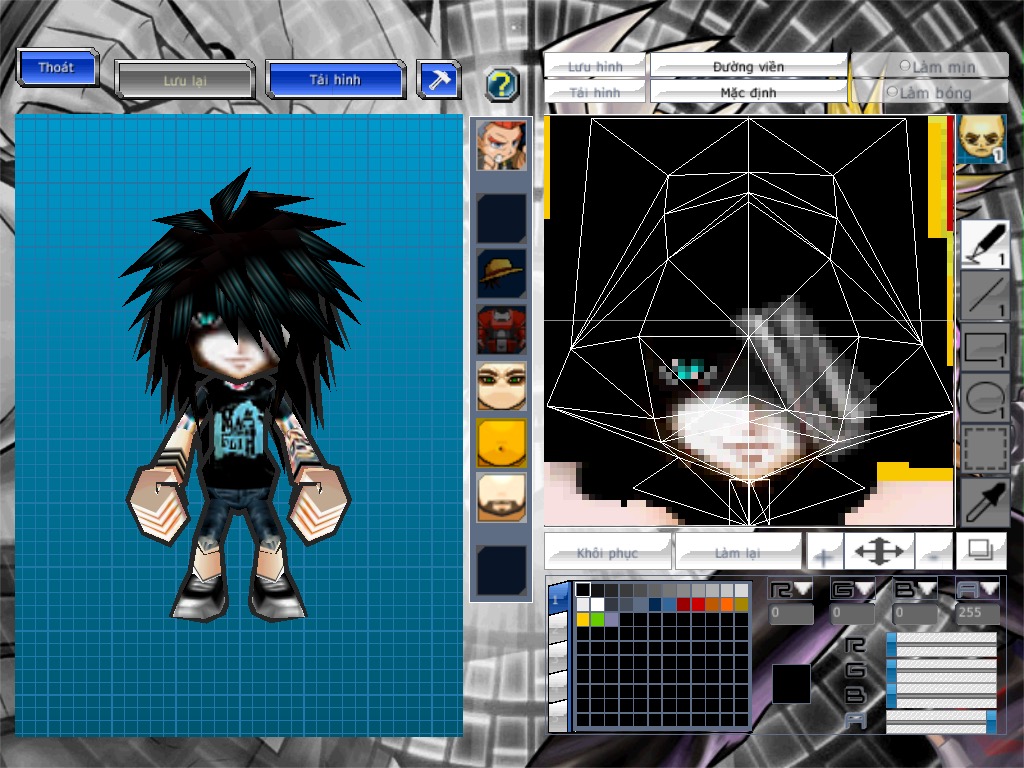 Thoát
Lưu lại
Tải hình
?
Lưu hình
Đường viền
Làm mịn
Tải hình
Mặc định
Làm bóng
1
1
1
1
1
Khôi phục
Làm lại
1
R
G
B
A
0
0
0
255
R
G
B
A